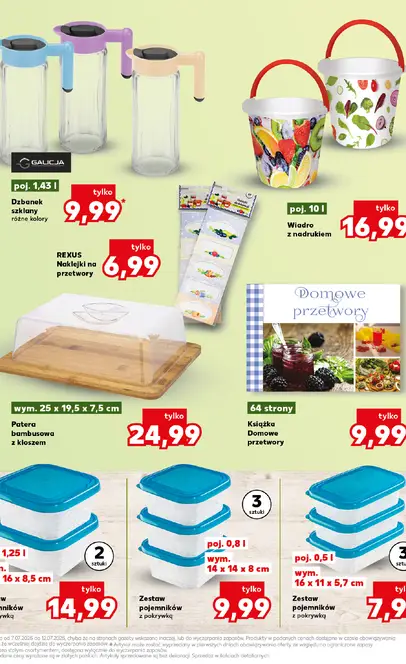 GALICJA
poj. 1,43 l
Dzbanek
szklany
różne kolory
tylko
9,99*
REXUS
Naklejki na
przetwory
tylko
6,99
poj. 10 l
Wiadro
z nadrukiem
tylko
16,99
Domowe
przetwory
wym. 25 x 19,5 x 7,5 cm
Patera
bambusowa
z kloszem
tylko
24,99
64 strony
Książka
Domowe
przetwory
tylko
9,99
1,25 l
16 x 8,5 cm
2
sztuki
tylko
14,99
3
sztuki
poj. 0,8 l
wym.
14 x 14 x 8 cm
Zestaw
pojemników
z pokrywką
tylko
9,99
poj. 0,5 l
wym.
16 x 11 x 5,7 cm
3
Zestaw
pojemników
z pokrywką
tylko
7,9